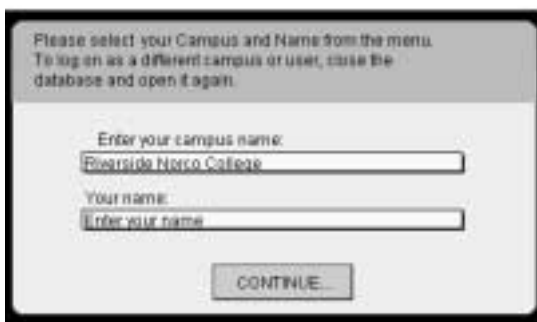 Please select your Campus and Name from the menu.
To log on as a different campus or user, close the
database and open it again.
Enter your campus name:
Riverside Norco College
Your name:
Enter your name
CONTINUE...